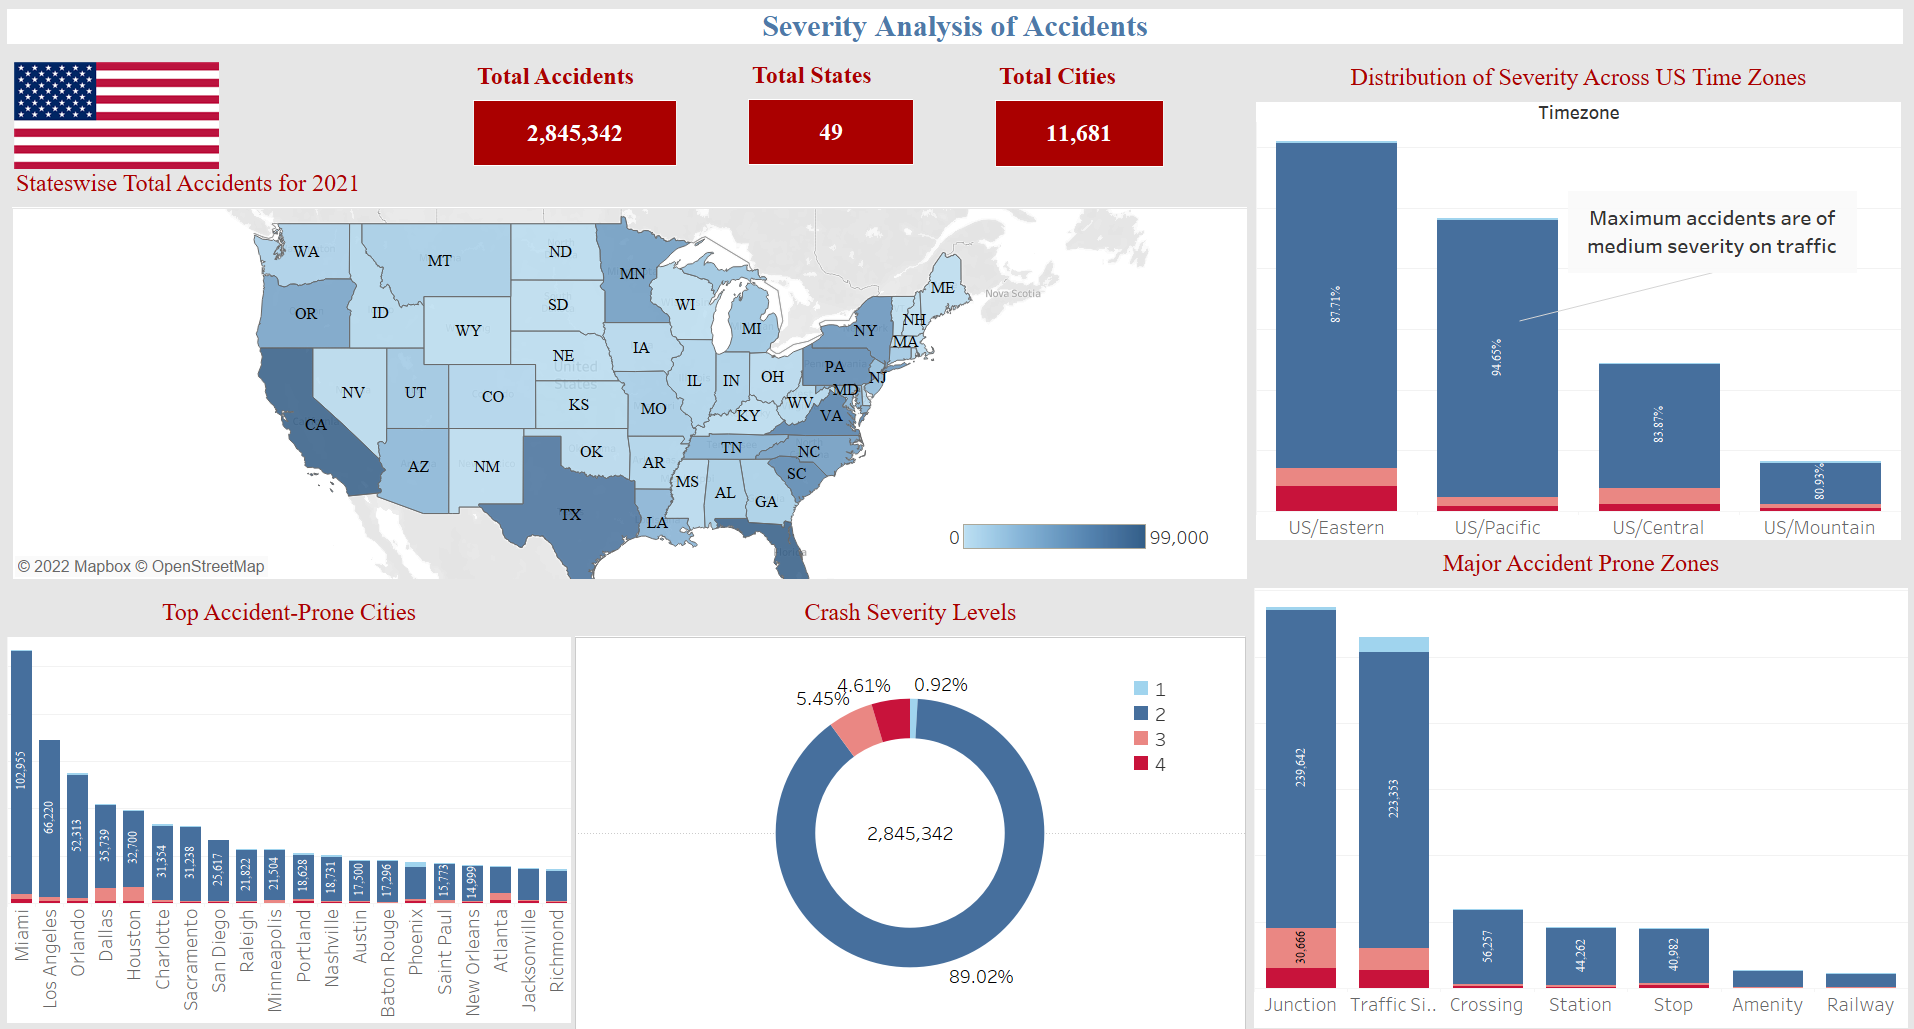 Severity Analysis of Accidents
Total Accidents
2,845,342
Total States
49
Total Cities
11,681
Stateswise Total Accidents for 2021
WA
MT
ND
MN
OR
ID
SD
WI
ME
WY
MI
NY
NH
MA
IA
NE
United
States
IL
IN
OH
PA
NJ
MD
NV
UT
CO
KS
MO
WV
VA
KY
CA
TN
NC
AZ
NM
OK
AR
SC
MS
AL
GA
TX
LA
Florida
Nova Scotia
0
99,000
© 2022 Mapbox © OpenStreetMap
Distribution of Severity Across US Time Zones
Timezone
Maximum accidents are of
medium severity on traffic
87.71%
94.65%
83.87%
80.93%
US/Eastern
US/Pacific
US/Central
US/Mountain
Top Accident-Prone Cities
102,955
66,220
52,313
35,739
32,700
31,354
31,238
25,617
21,822
21,504
18,628
18,731
17,500
17,296
15,773
14,999
Miami
Los Angeles
Orlando
Dallas
Houston
Charlotte
Sacramento
San Diego
Raleigh
Minneapolis
Portland
Nashville
Austin
Baton Rouge
Phoenix
Saint Paul
New Orleans
Atlanta
Jacksonville
Richmond
Crash Severity Levels
5.45%
4.61%
0.92%
1
2
3
4
2,845,342
89.02%
Major Accident Prone Zones
239,642
30,666
223,353
56,257
44,262
40,982
Junction
Traffic Si..
Crossing
Station
Stop
Amenity
Railway